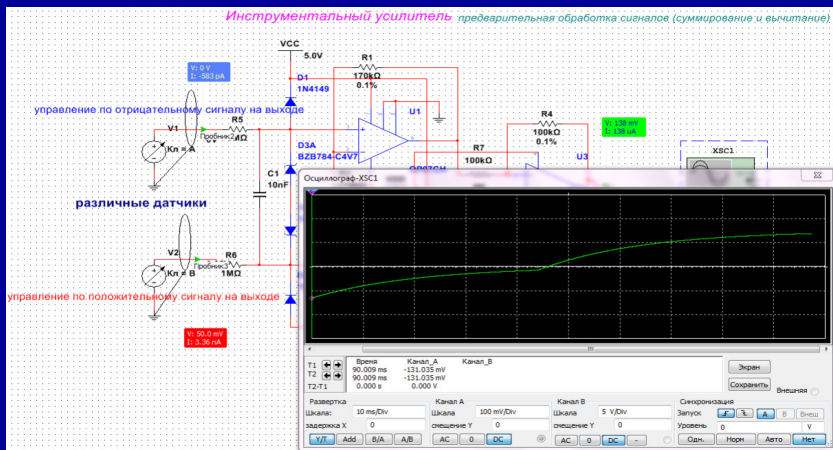 Инструментальный усилитель предварительная обработка сигналов (суммирование и вычитание)
VCC
5.0V
V: 0 V
I: -583 pA
R1
170kΩ
0.1%
D1
1N4149
управление по отрицательному сигналу на выходе
U1
R4
100kΩ
0.1%
V: 138 mV
I: 138 uA
V1
R5
Пробник2
MΩ
Кл = A
D3A
BZB784-C4V7
R7
100kΩ
U3
XSC1
OP07CH
C1
10nF
Осциллограф-XSC1
различные датчики
V2
R6
1MΩ
Пробник3
Кл = B
управление по положительному сигналу на выходе
V: 50.0 mV
I: 3.36 nA
Время Канал_A Канал_B
T1 90.009 ms -131.035 mV
T2 90.009 ms -131.035 mV
T2-T1 0.000 s 0.000 V
Экран
Сохранить
Внешняя
Развертка Канал A Канал B Синхронизация
Шкала: 10 ms/Div Шкала 100 mV/Div Шкала 5 V/Div Запуск A B Внеш
задержка X 0 смещение Y 0 смещение Y 0 Уровень 0 V
Y/T Add B/A A/B AC 0 DC AC 0 DC - Одн. Норм Авто Нет